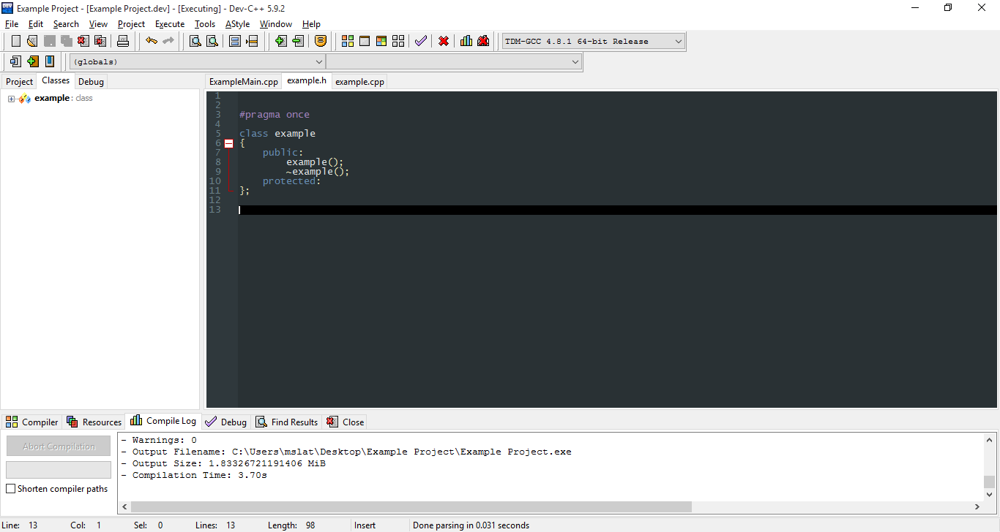 Example Project - [Example Project.dev] - [Executing] - Dev-C++ 5.9.2
File Edit Search View Project Execute Tools AStyle Window Help
TDM-GCC 4.8.1 64-bit Release
(globals)
Project Classes Debug
example : class
ExampleMain.cpp example.h example.cpp
1
2
3 #pragma once
4
5 class example
6 {
7 public:
8 example();
9 ~example();
10 protected:
11 };
12
13
Compiler Resources Compile Log Debug Find Results Close
Abort Compilation
Shorten compiler paths
- Warnings: 0
- Output Filename: C:\Users\mslat\Desktop\Example Project\Example Project.exe
- Output Size: 1.83326721191406 MiB
- Compilation Time: 3.70s
Line: 13 Col: 1 Sel: 0 Lines: 13 Length: 98 Insert Done parsing in 0.031 seconds